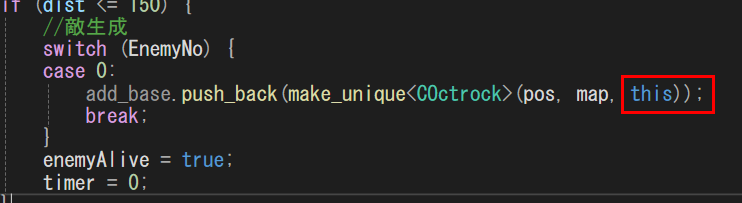 if (dist <= 150) {
//敵生成
switch (EnemyNo) {
case 0:
add_base.push_back(make_unique<COctrock>(pos, map, this));
break;
}
enemyAlive = true;
timer = 0;